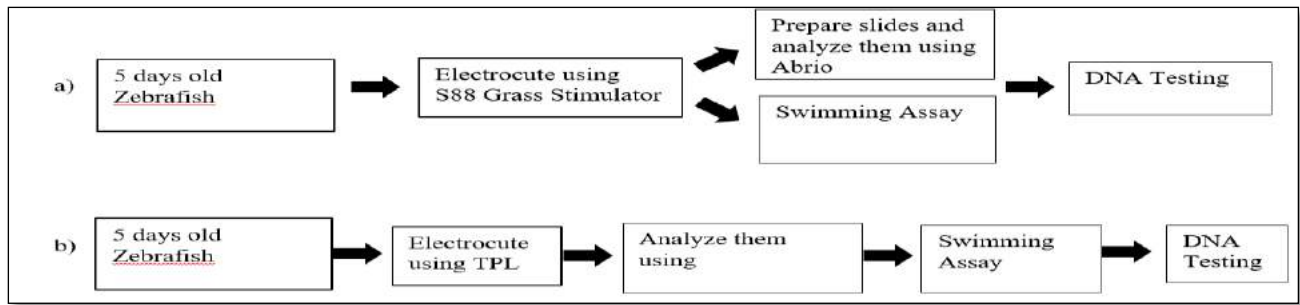 a)
5 days old
Zebrafish
Electrocute using
S88 Grass Stimulator
Prepare slides and
analyze them using
Abrio
Swimming Assay
DNA Testing
b)
5 days old
Zebrafish
Electrocute
using TPL
Analyze them
using
Swimming
Assay
DNA
Testing